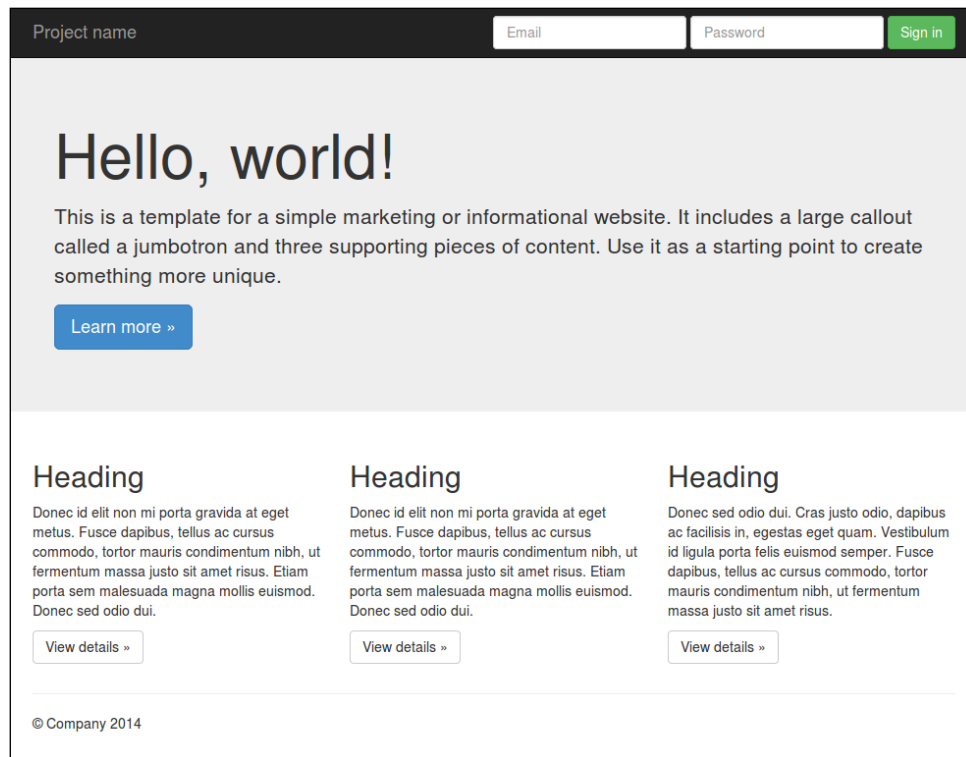 Project name
Email
Password
Sign in
Hello, world!
This is a template for a simple marketing or informational website. It includes a large callout
called a jumbotron and three supporting pieces of content. Use it as a starting point to create
something more unique.
Learn more »
Heading
Donec id elit non mi porta gravida at eget
metus. Fusce dapibus, tellus ac cursus
commodo, tortor mauris condimentum nibh, ut
fermentum massa justo sit amet risus. Etiam
porta sem malesuada magna mollis euismod.
Donec sed odio dui.
View details »
Heading
Donec id elit non mi porta gravida at eget
metus. Fusce dapibus, tellus ac cursus
commodo, tortor mauris condimentum nibh, ut
fermentum massa justo sit amet risus. Etiam
porta sem malesuada magna mollis euismod.
Donec sed odio dui.
View details »
Heading
Donec sed odio dui. Cras justo odio, dapibus
ac facilisis in, egestas eget quam. Vestibulum
id ligula porta felis euismod semper. Fusce
dapibus, tellus ac cursus commodo, tortor
mauris condimentum nibh, ut fermentum
massa justo sit amet risus.
View details »
© Company 2014